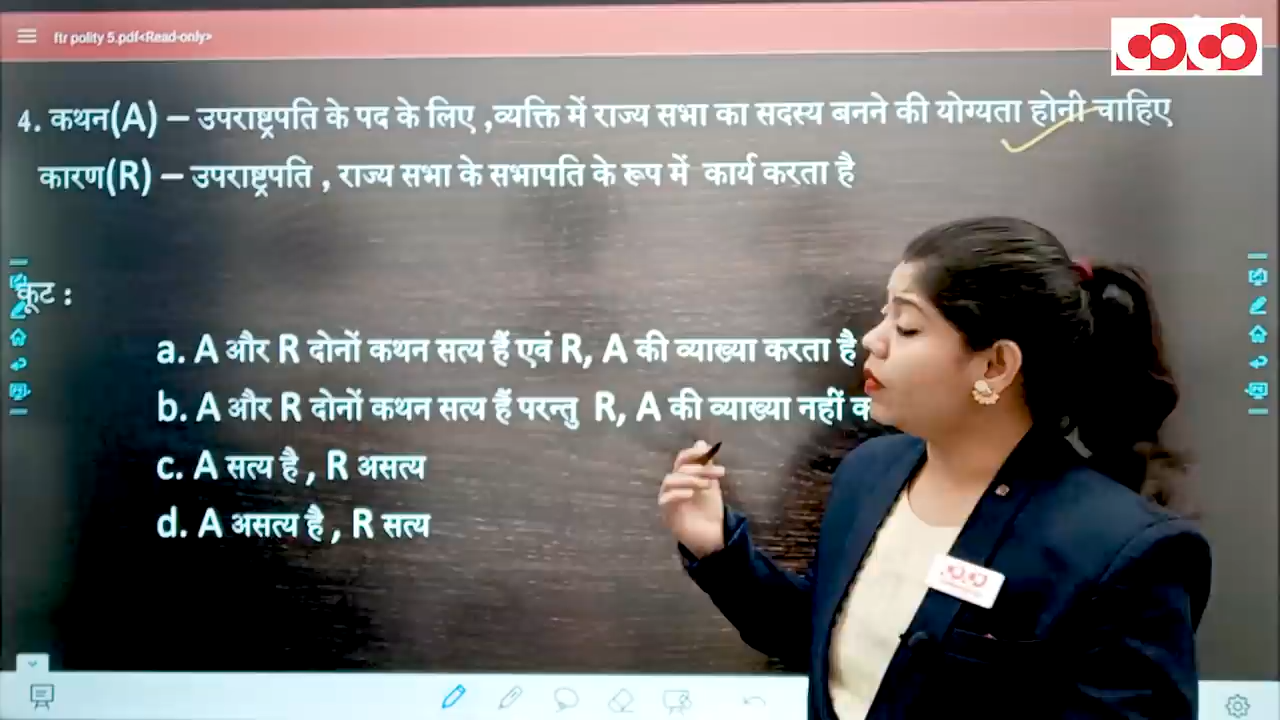 ftr polity 5.pdf<Read-only>
4. कथन(A) – उपराष्ट्रपति के पद के लिए ,व्यक्ति में राज्य सभा का सदस्य बनने की योग्यता होनी चाहिए
कारण(R) – उपराष्ट्रपति , राज्य सभा के सभापति के रूप में कार्य करता है
कूट :
a. A और R दोनों कथन सत्य हैं एवं R, A की व्याख्या करता है
b. A और R दोनों कथन सत्य हैं परन्तु R, A की व्याख्या नहीं
c. A सत्य है , R असत्य
d. A असत्य है , R सत्य